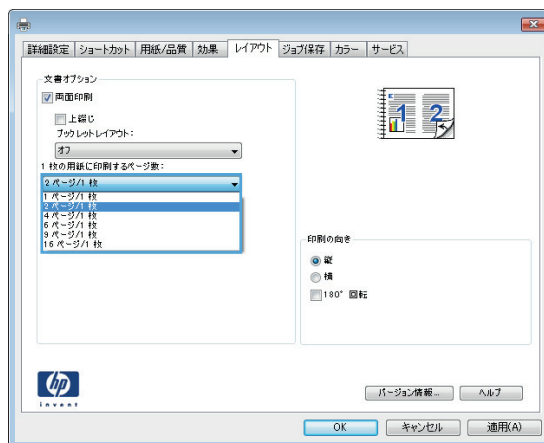 詳細設定 ショートカット 用紙/品質 効果 レイアウト ジョブ保存 カラー サービス
文書オプション
両面印刷
上綴じ
ブックレットレイアウト:
オフ
1 枚の用紙に印刷するページ数:
2 ページ/1 枚
1 ページ/1 枚
2 ページ/1 枚
4 ページ/1 枚
6 ページ/1 枚
9 ページ/1 枚
16 ページ/1 枚
1 2
印刷の向き
縦
横
180° 回転
hp
invent
バージョン情報... ヘルプ
OK キャンセル 適用(A)